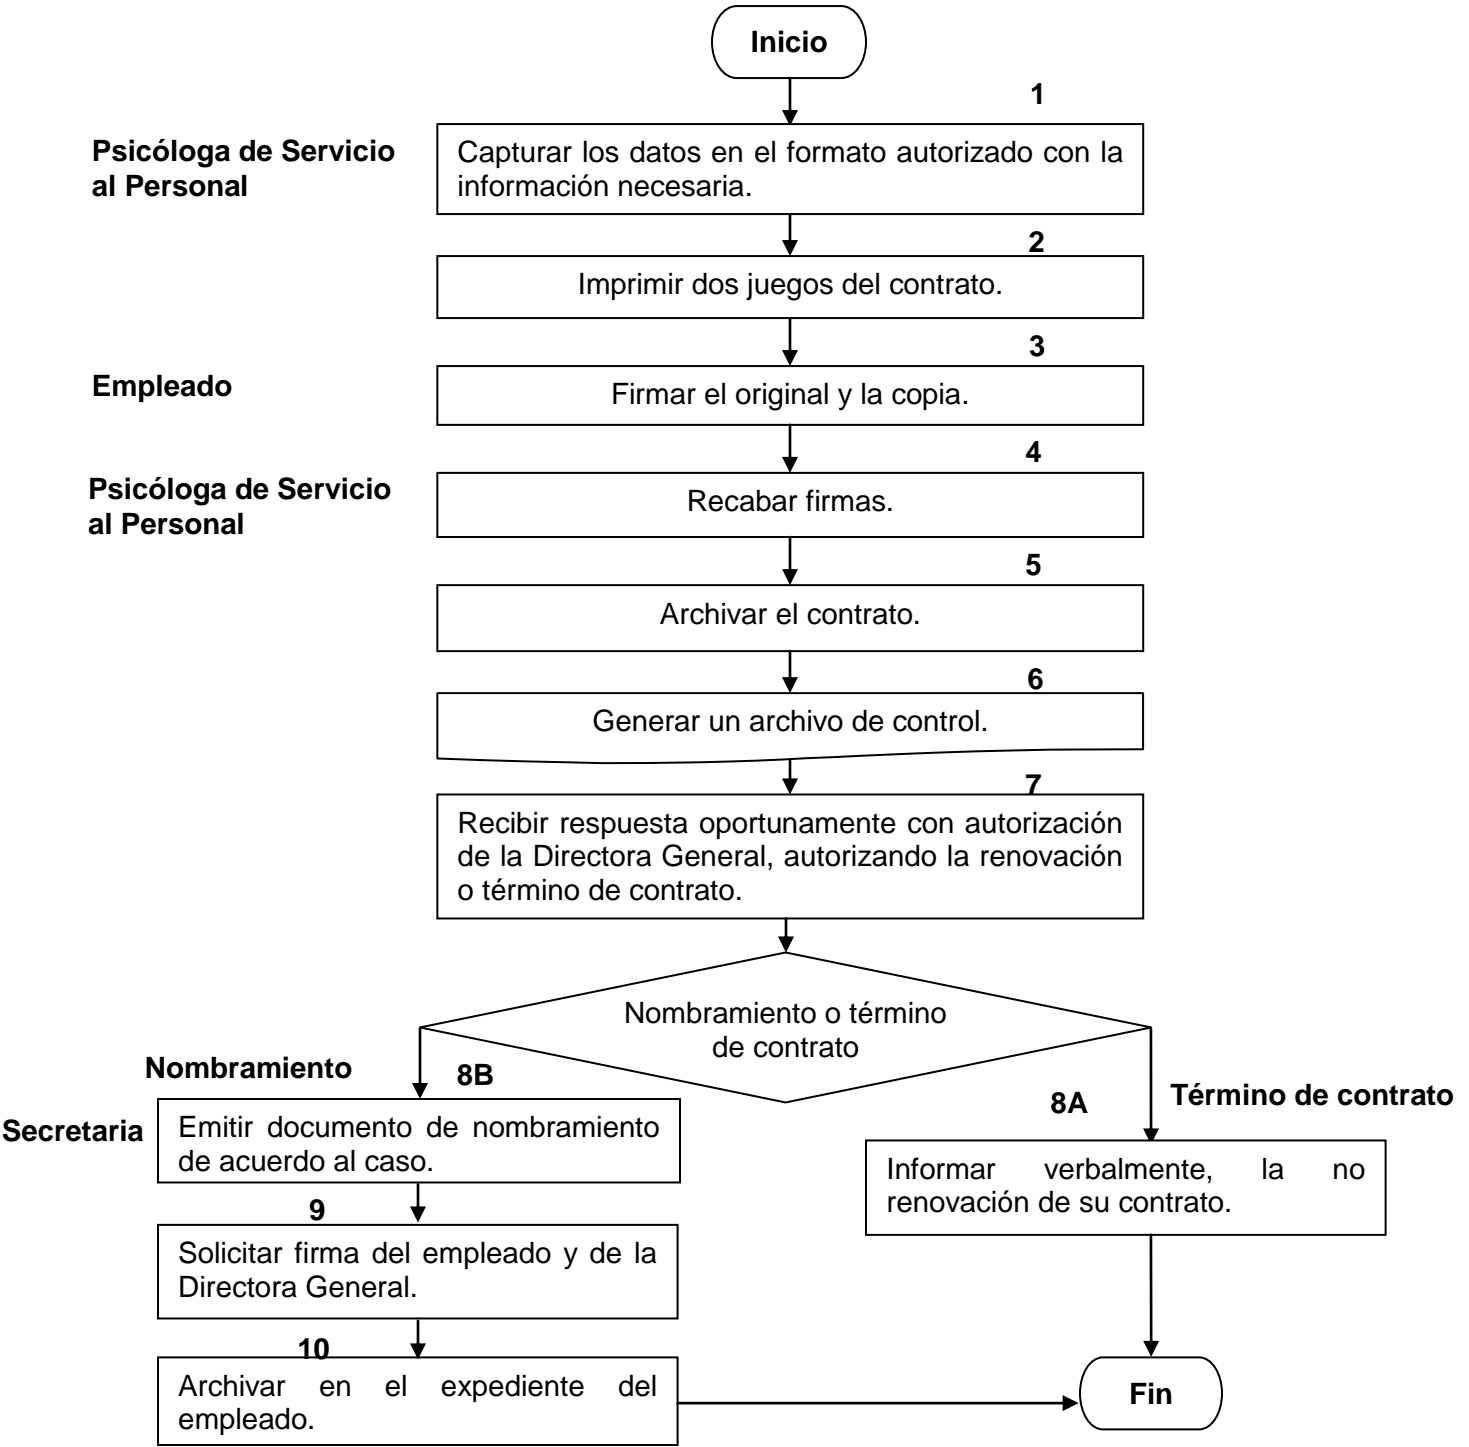 Inicio
1
Psicóloga de Servicio
al Personal
Capturar los datos en el formato autorizado con la
información necesaria.
2
Imprimir dos juegos del contrato.
3
Empleado
Firmar el original y la copia.
4
Psicóloga de Servicio
al Personal
Recabar firmas.
5
Archivar el contrato.
6
Generar un archivo de control.
7
Recibir respuesta oportunamente con autorización
de la Directora General, autorizando la renovación
o término de contrato.
Nombramiento o término
de contrato
Nombramiento
8B
8A
Término de contrato
Secretaria
Emitir documento de nombramiento
de acuerdo al caso.
Informar verbalmente, la no
renovación de su contrato.
9
Solicitar firma del empleado y de la
Directora General.
10
Archivar en el expediente del
empleado.
Fin